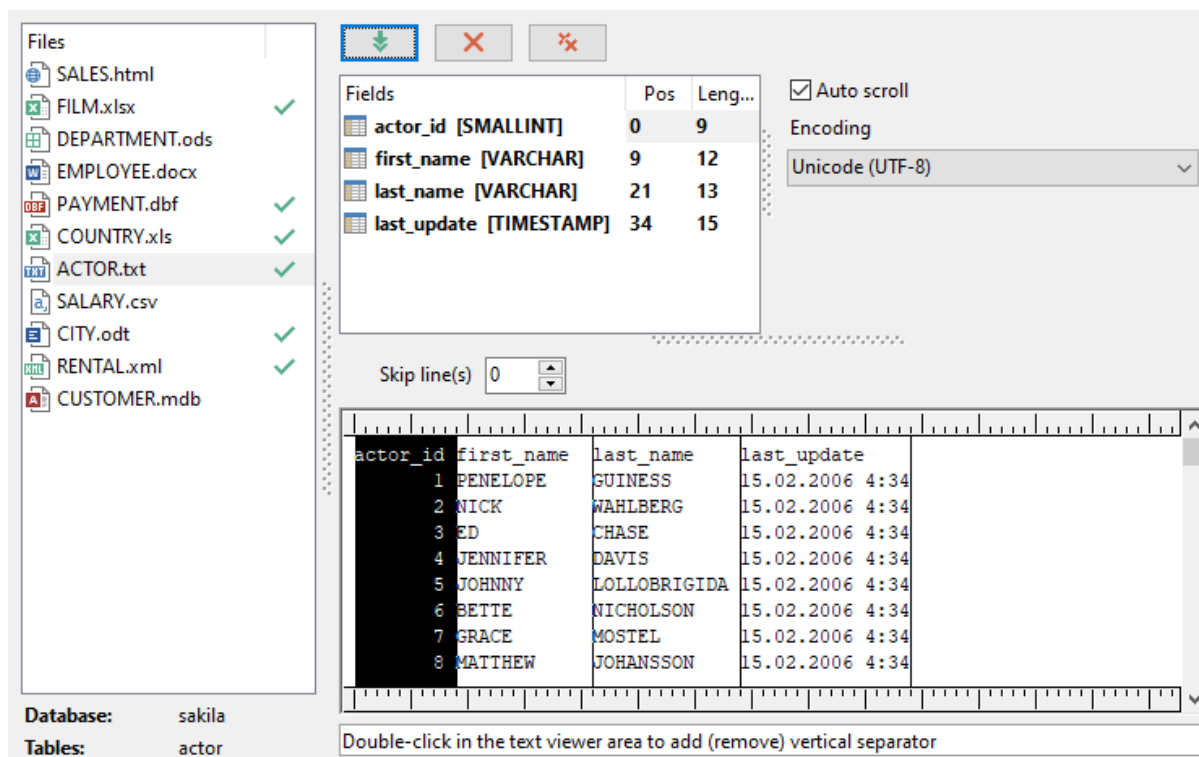 Files
SALES.html
FILM.xlsx
DEPARTMENT.ods
EMPLOYEE.docx
PAYMENT.dbf
COUNTRY.xls
ACTOR.txt
SALARY.csv
CITY.odt
RENTAL.xml
CUSTOMER.mdb
Database: sakila
Tables: actor
Fields Pos Leng...
actor_id [SMALLINT] 0 9
first_name [VARCHAR] 9 12
last_name [VARCHAR] 21 13
last_update [TIMESTAMP] 34 15
Auto scroll
Encoding
Unicode (UTF-8)
Skip line(s) 0
actor_id first_name last_name last_update
1 PENELOPE GUINESS 15.02.2006 4:34
2 NICK WAHLBERG 15.02.2006 4:34
3 ED CHASE 15.02.2006 4:34
4 JENNIFER DAVIS 15.02.2006 4:34
5 JOHNNY LOLLOBRIGIDA 15.02.2006 4:34
6 BETTE NICHOLSON 15.02.2006 4:34
7 GRACE MOSTEL 15.02.2006 4:34
8 MATTHEW JOHANSSON 15.02.2006 4:34
Double-click in the text viewer area to add (remove) vertical separator